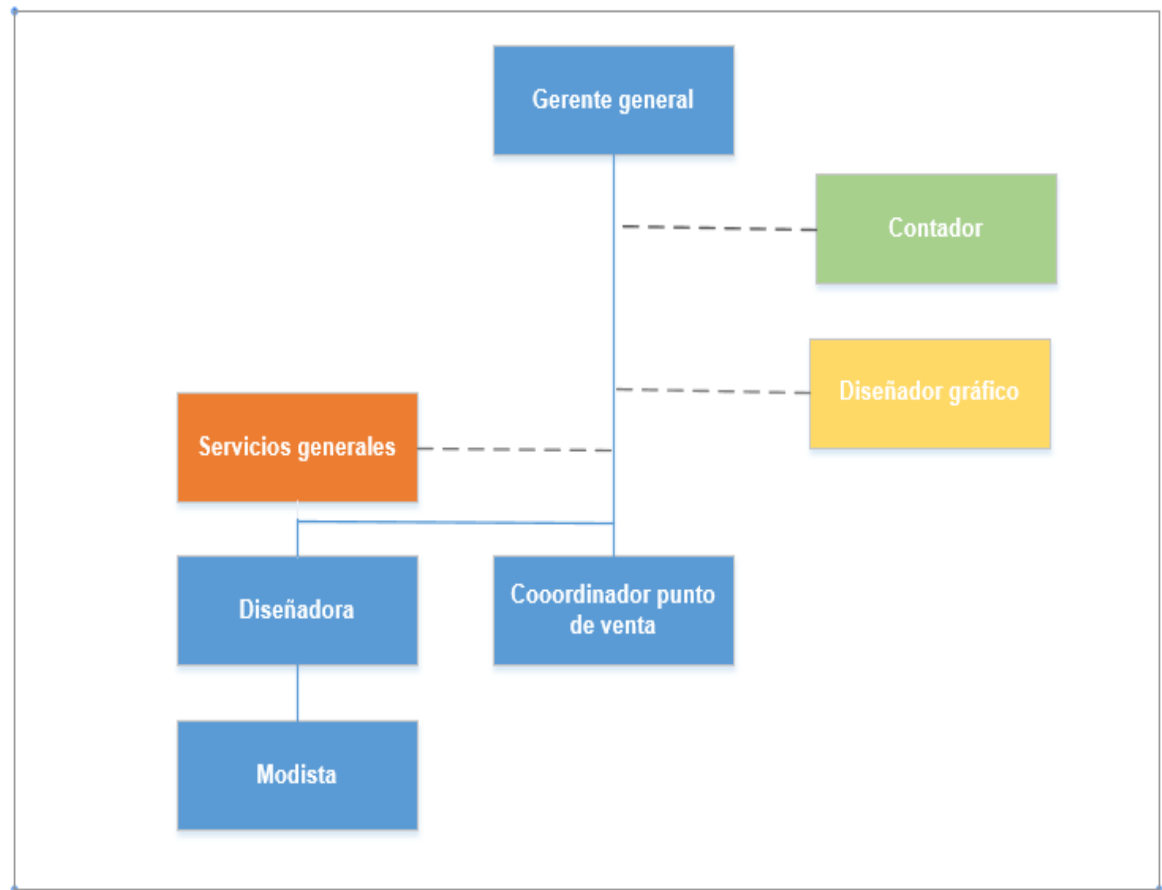 Gerente general
Contador
Diseñador gráfico
Servicios generales
Diseñadora
Cooordinador punto
de venta
Modista